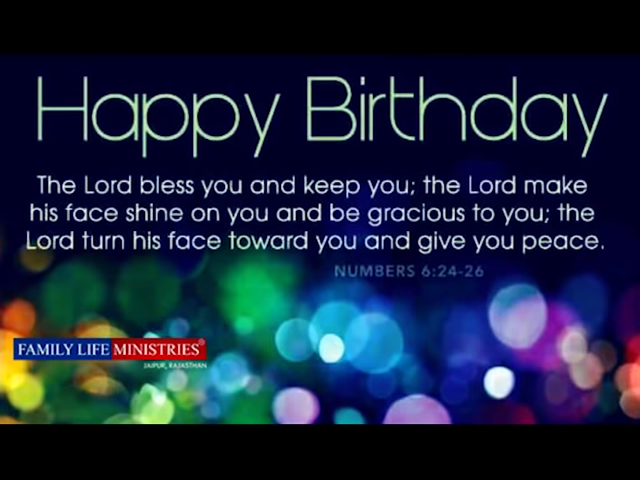 Happy Birthday
The Lord bless you and keep you; the Lord make
his face shine on you and be gracious to you; the
Lord turn his face toward you and give you peace.
NUMBERS 6:24-26
FAMILY LIFE MINISTRIES®
JAIPUR, RAJASTHAN